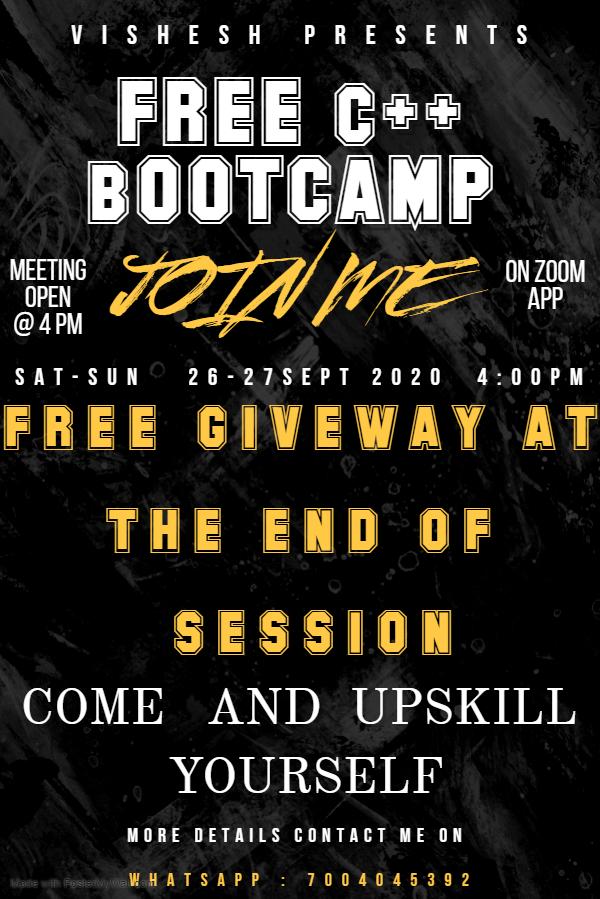 VISHESH PRESENTS
FREE C++
BOOTCAMP
MEETING
OPEN
@ 4 PM
JOIN ME
ON ZOOM
APP
SAT-SUN 26-27SEPT 2020 4:00PM
FREE GIVEWAY AT
THE END OF
SESSION
COME AND UPSKILL
YOURSELF
MORE DETAILS CONTACT ME ON
WHATSAPP : 7004045392
Made with